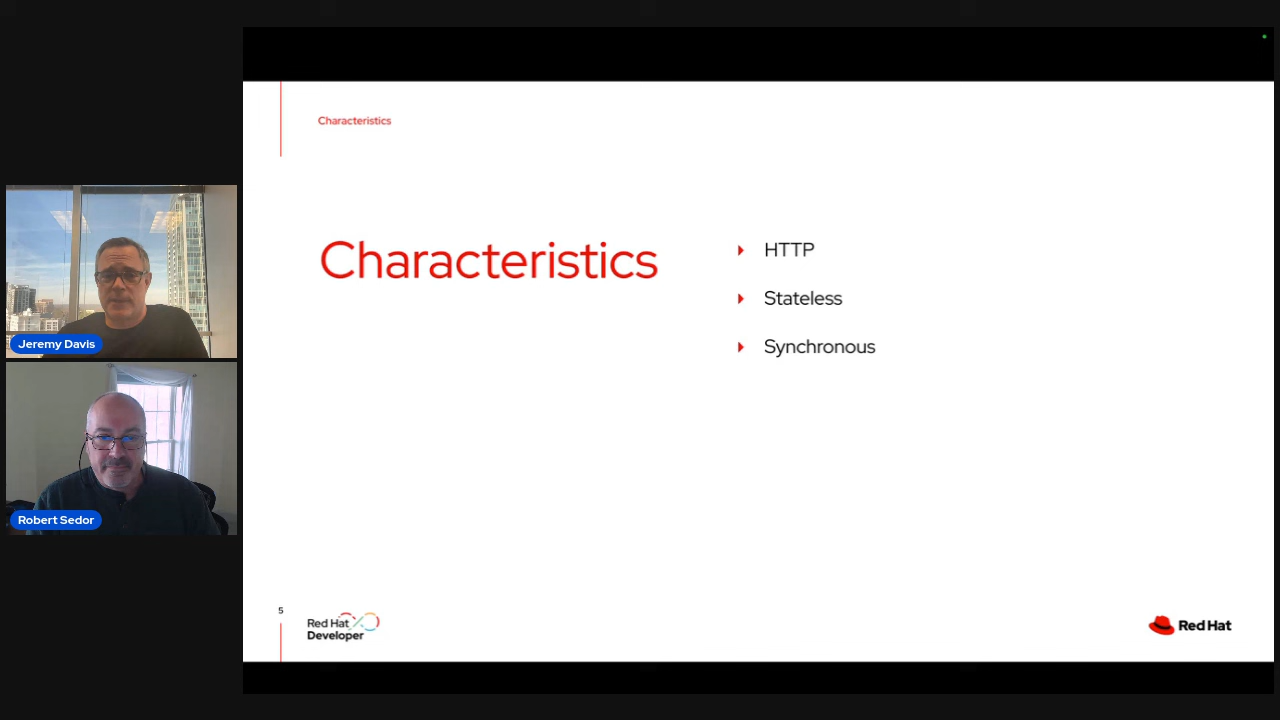 Characteristics
Characteristics
HTTP
Stateless
Synchronous
Jeremy Davis
Robert Sedor
5
Red Hat
Developer
Red Hat